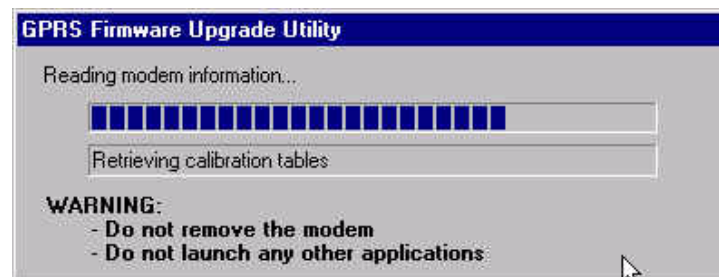 GPRS Firmware Upgrade Utility
Reading modem information...
Retrieving calibration tables
WARNING:
- Do not remove the modem
- Do not launch any other applications